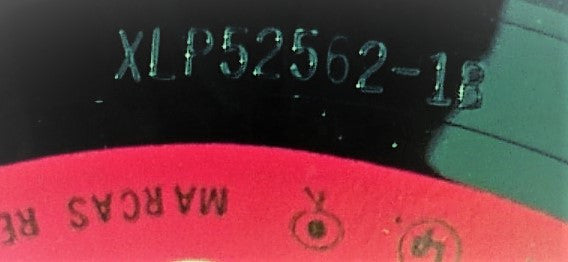 XLP52562-1B
MARCAS RE
K